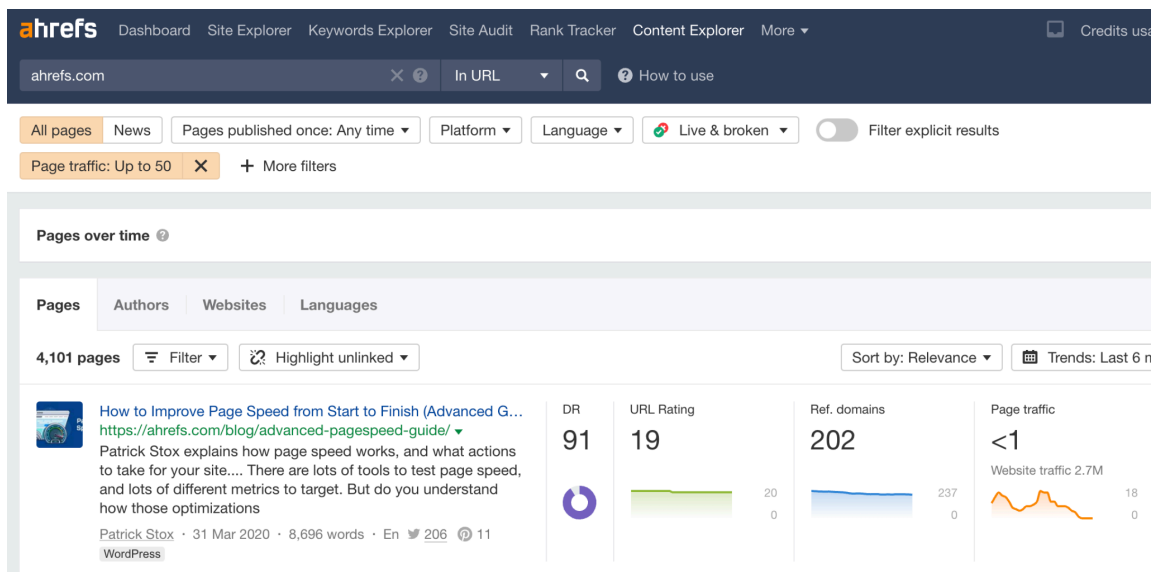 ahrefs Dashboard Site Explorer Keywords Explorer Site Audit Rank Tracker Content Explorer More Credits usa
ahrefs.com In URL How to use
All pages News Pages published once: Any time Platform Language Live & broken Filter explicit results
Page traffic: Up to 50 + More filters
Pages over time
Pages Authors Websites Languages
4,101 pages Filter Highlight unlinked Sort by: Relevance Trends: Last 6 m
How to Improve Page Speed from Start to Finish (Advanced G…
https://ahrefs.com/blog/advanced-pagespeed-guide/
Patrick Stox explains how page speed works, and what actions
to take for your site.... There are lots of tools to test page speed,
and lots of different metrics to target. But do you understand
how those optimizations
Patrick Stox · 31 Mar 2020 · 8,696 words · En 206 11
WordPress
DR
91
URL Rating
19
20
0
Ref. domains
202
237
0
Page traffic
<1
Website traffic 2.7M
18
0